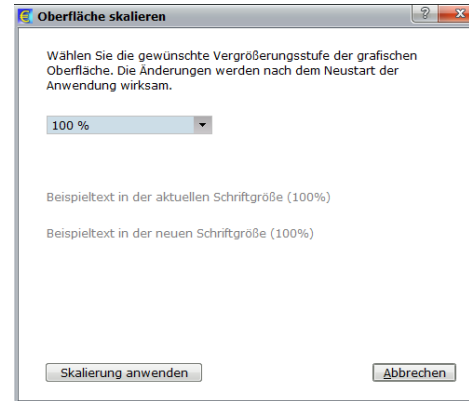 Oberfläche skalieren
Wählen Sie die gewünschte Vergrößerungsstufe der grafischen
Oberfläche. Die Änderungen werden nach dem Neustart der
Anwendung wirksam.
100 %
Beispieltext in der aktuellen Schriftgröße (100%)
Beispieltext in der neuen Schriftgröße (100%)
Skalierung anwenden
Abbrechen